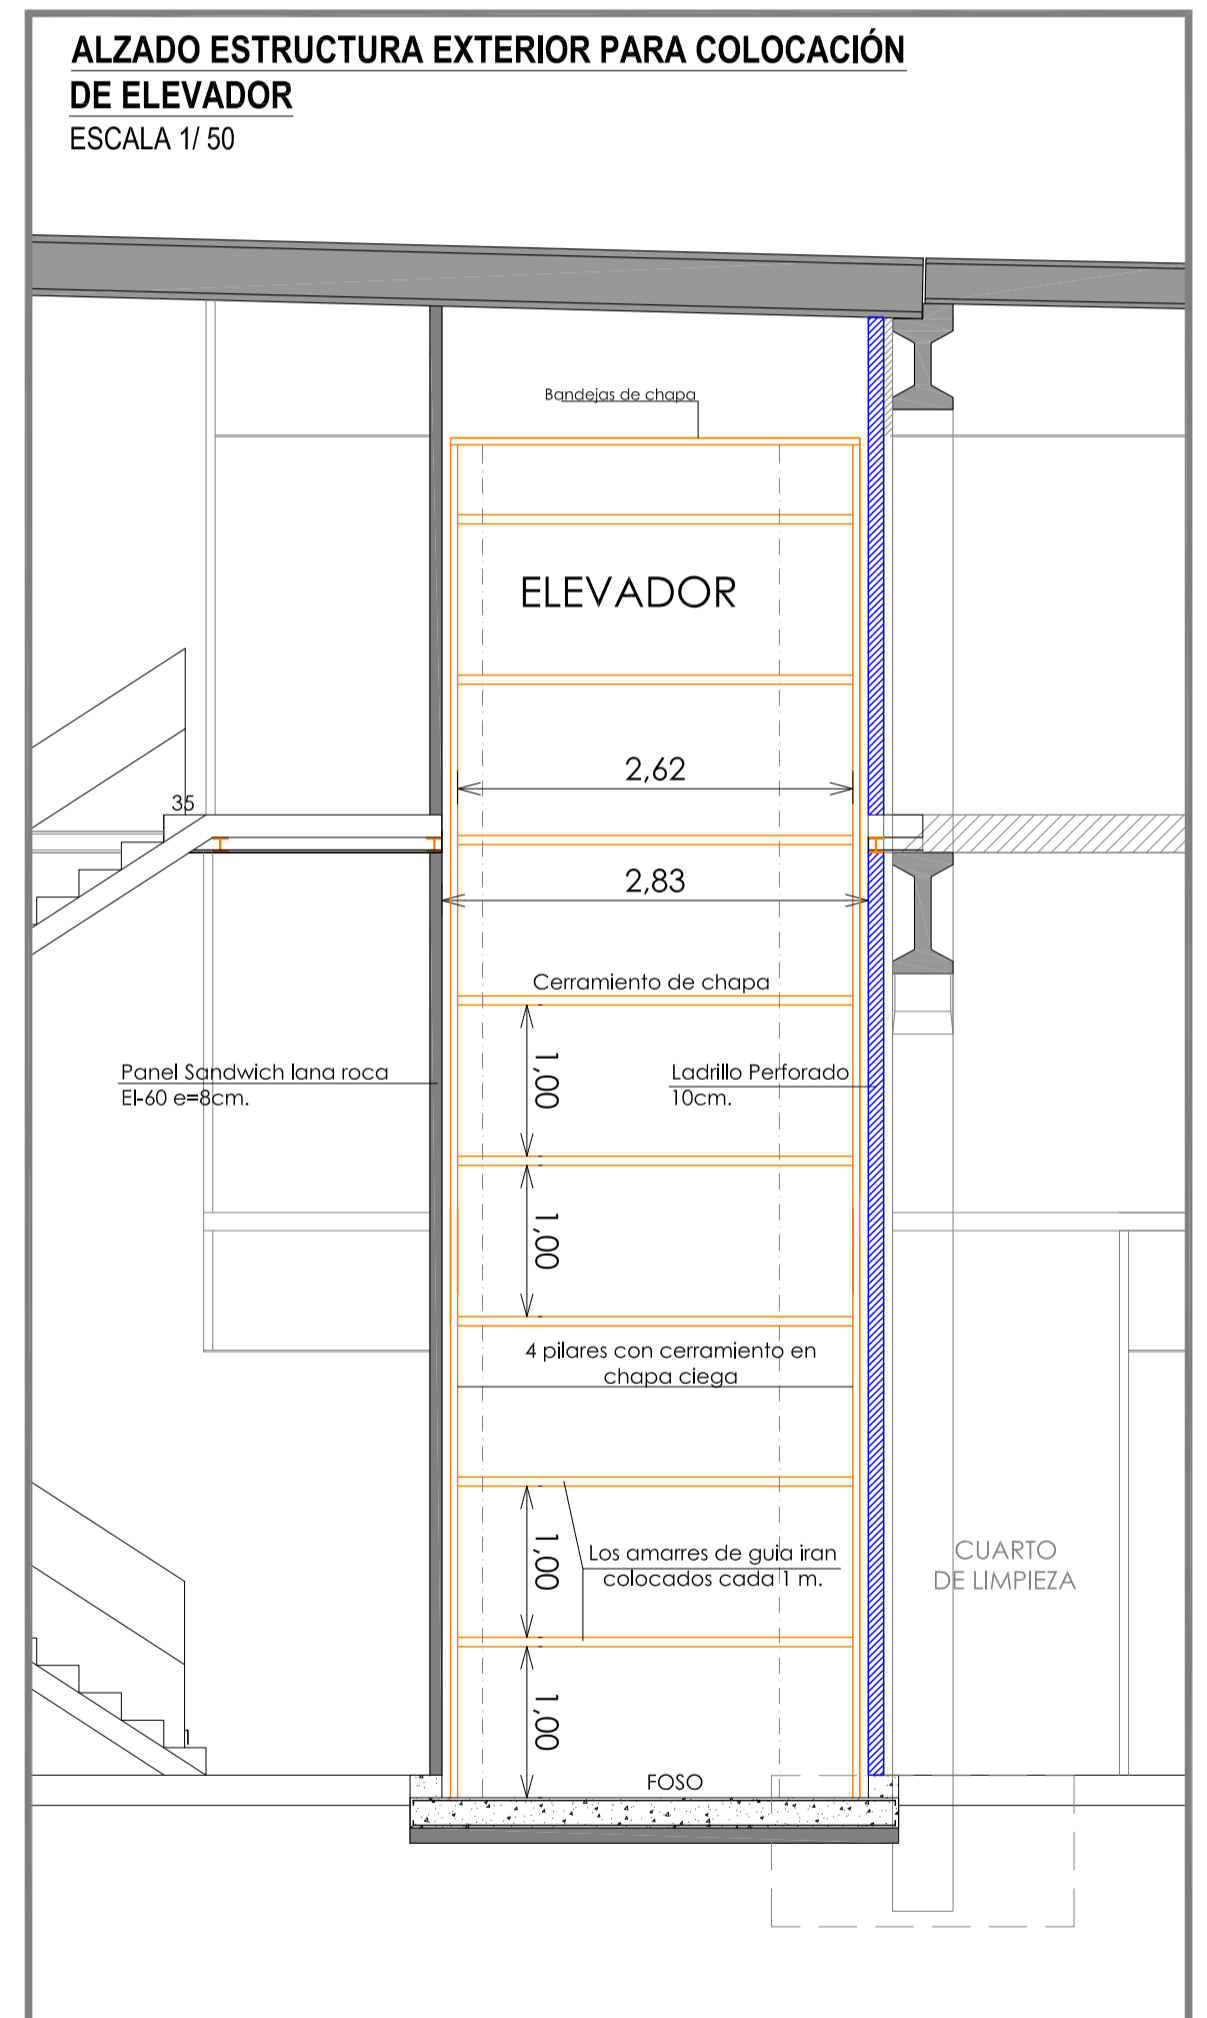 ALZADO ESTRUCTURA EXTERIOR PARA COLOCACIÓN
DE ELEVADOR
ESCALA 1/ 50
Bandejas de chapa
ELEVADOR
2,62
35
2,83
Cerramiento de chapa
1,00
Panel Sandwich lana roca
EI-60 e=8cm.
Ladrillo Perforado
10cm.
1,00
4 pilares con cerramiento en
chapa ciega
1,00
Los amarres de guia iran
colocados cada 1 m.
CUARTO
DE LIMPIEZA
1,00
1
FOSO